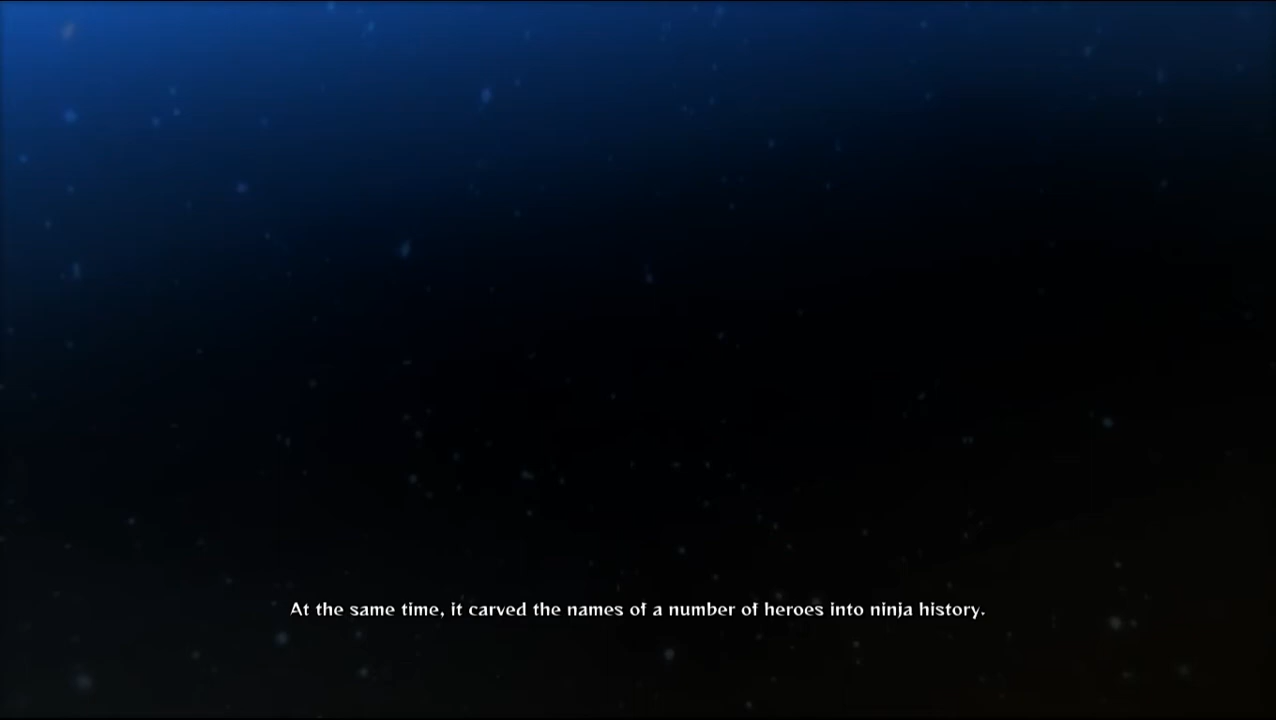 At the same time, it carved the names of a number of heroes into ninja history.